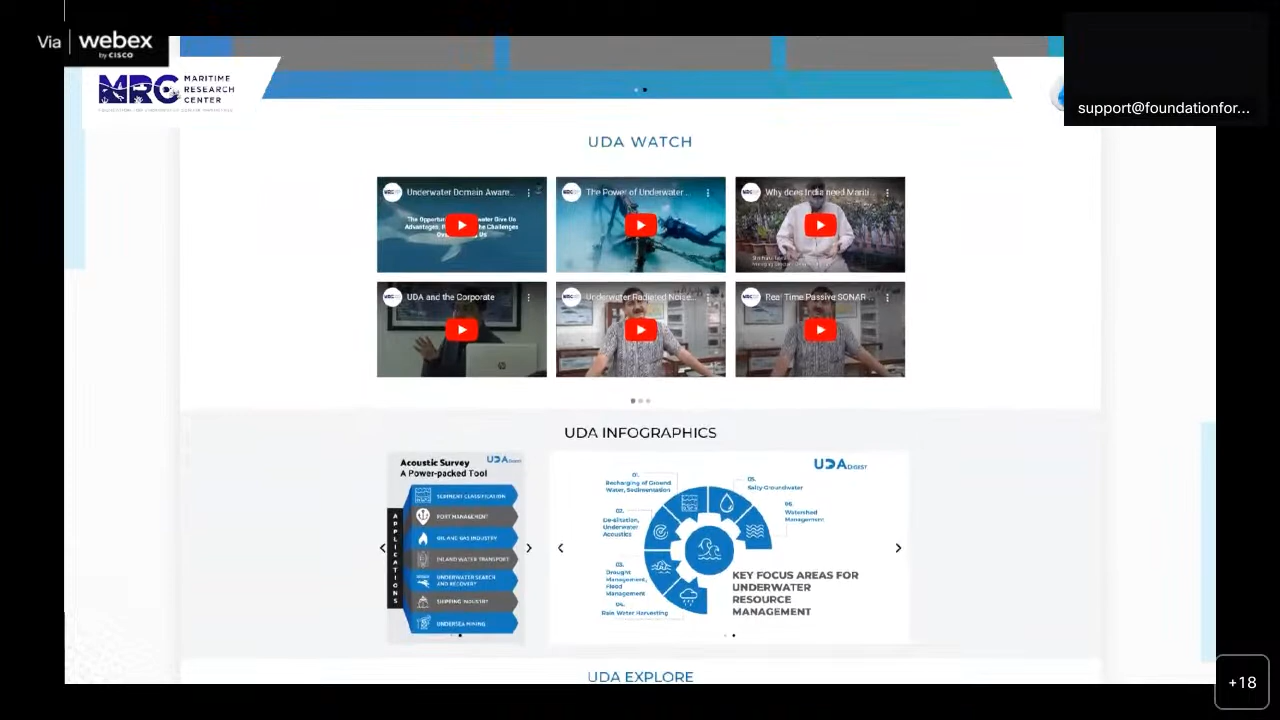 Via webex
by CISCO
MRC MARITIME
RESEARCH
CENTER
support@foundationfor...
UDA WATCH
Underwater Domain Aware...
The Power of Underwater ...
Why does India need Mariti...
UDA and the Corporate
Underwater Radiated Noise...
Real Time Passive SONAR ...
UDA INFOGRAPHICS
Acoustic Survey
A Power-packed Tool
UDA DIGEST
APPLICATIONS
SEDIMENT CLASSIFICATION
PORT MANAGEMENT
OIL AND GAS INDUSTRY
INLAND WATER TRANSPORT
UNDERWATER SEARCH
AND RECOVERY
SHIPPING INDUSTRY
UNDERSEA MINING
UDA DIGEST
01.
Recharging of Ground
Water, Sedimentation
02.
De-siltation,
Underwater
Acoustics
03.
Drought
Management,
Flood
Management
04.
Rain Water Harvesting
05.
Salty Groundwater
06.
Watershed
Management
KEY FOCUS AREAS FOR
UNDERWATER
RESOURCE
MANAGEMENT
UDA EXPLORE
+18